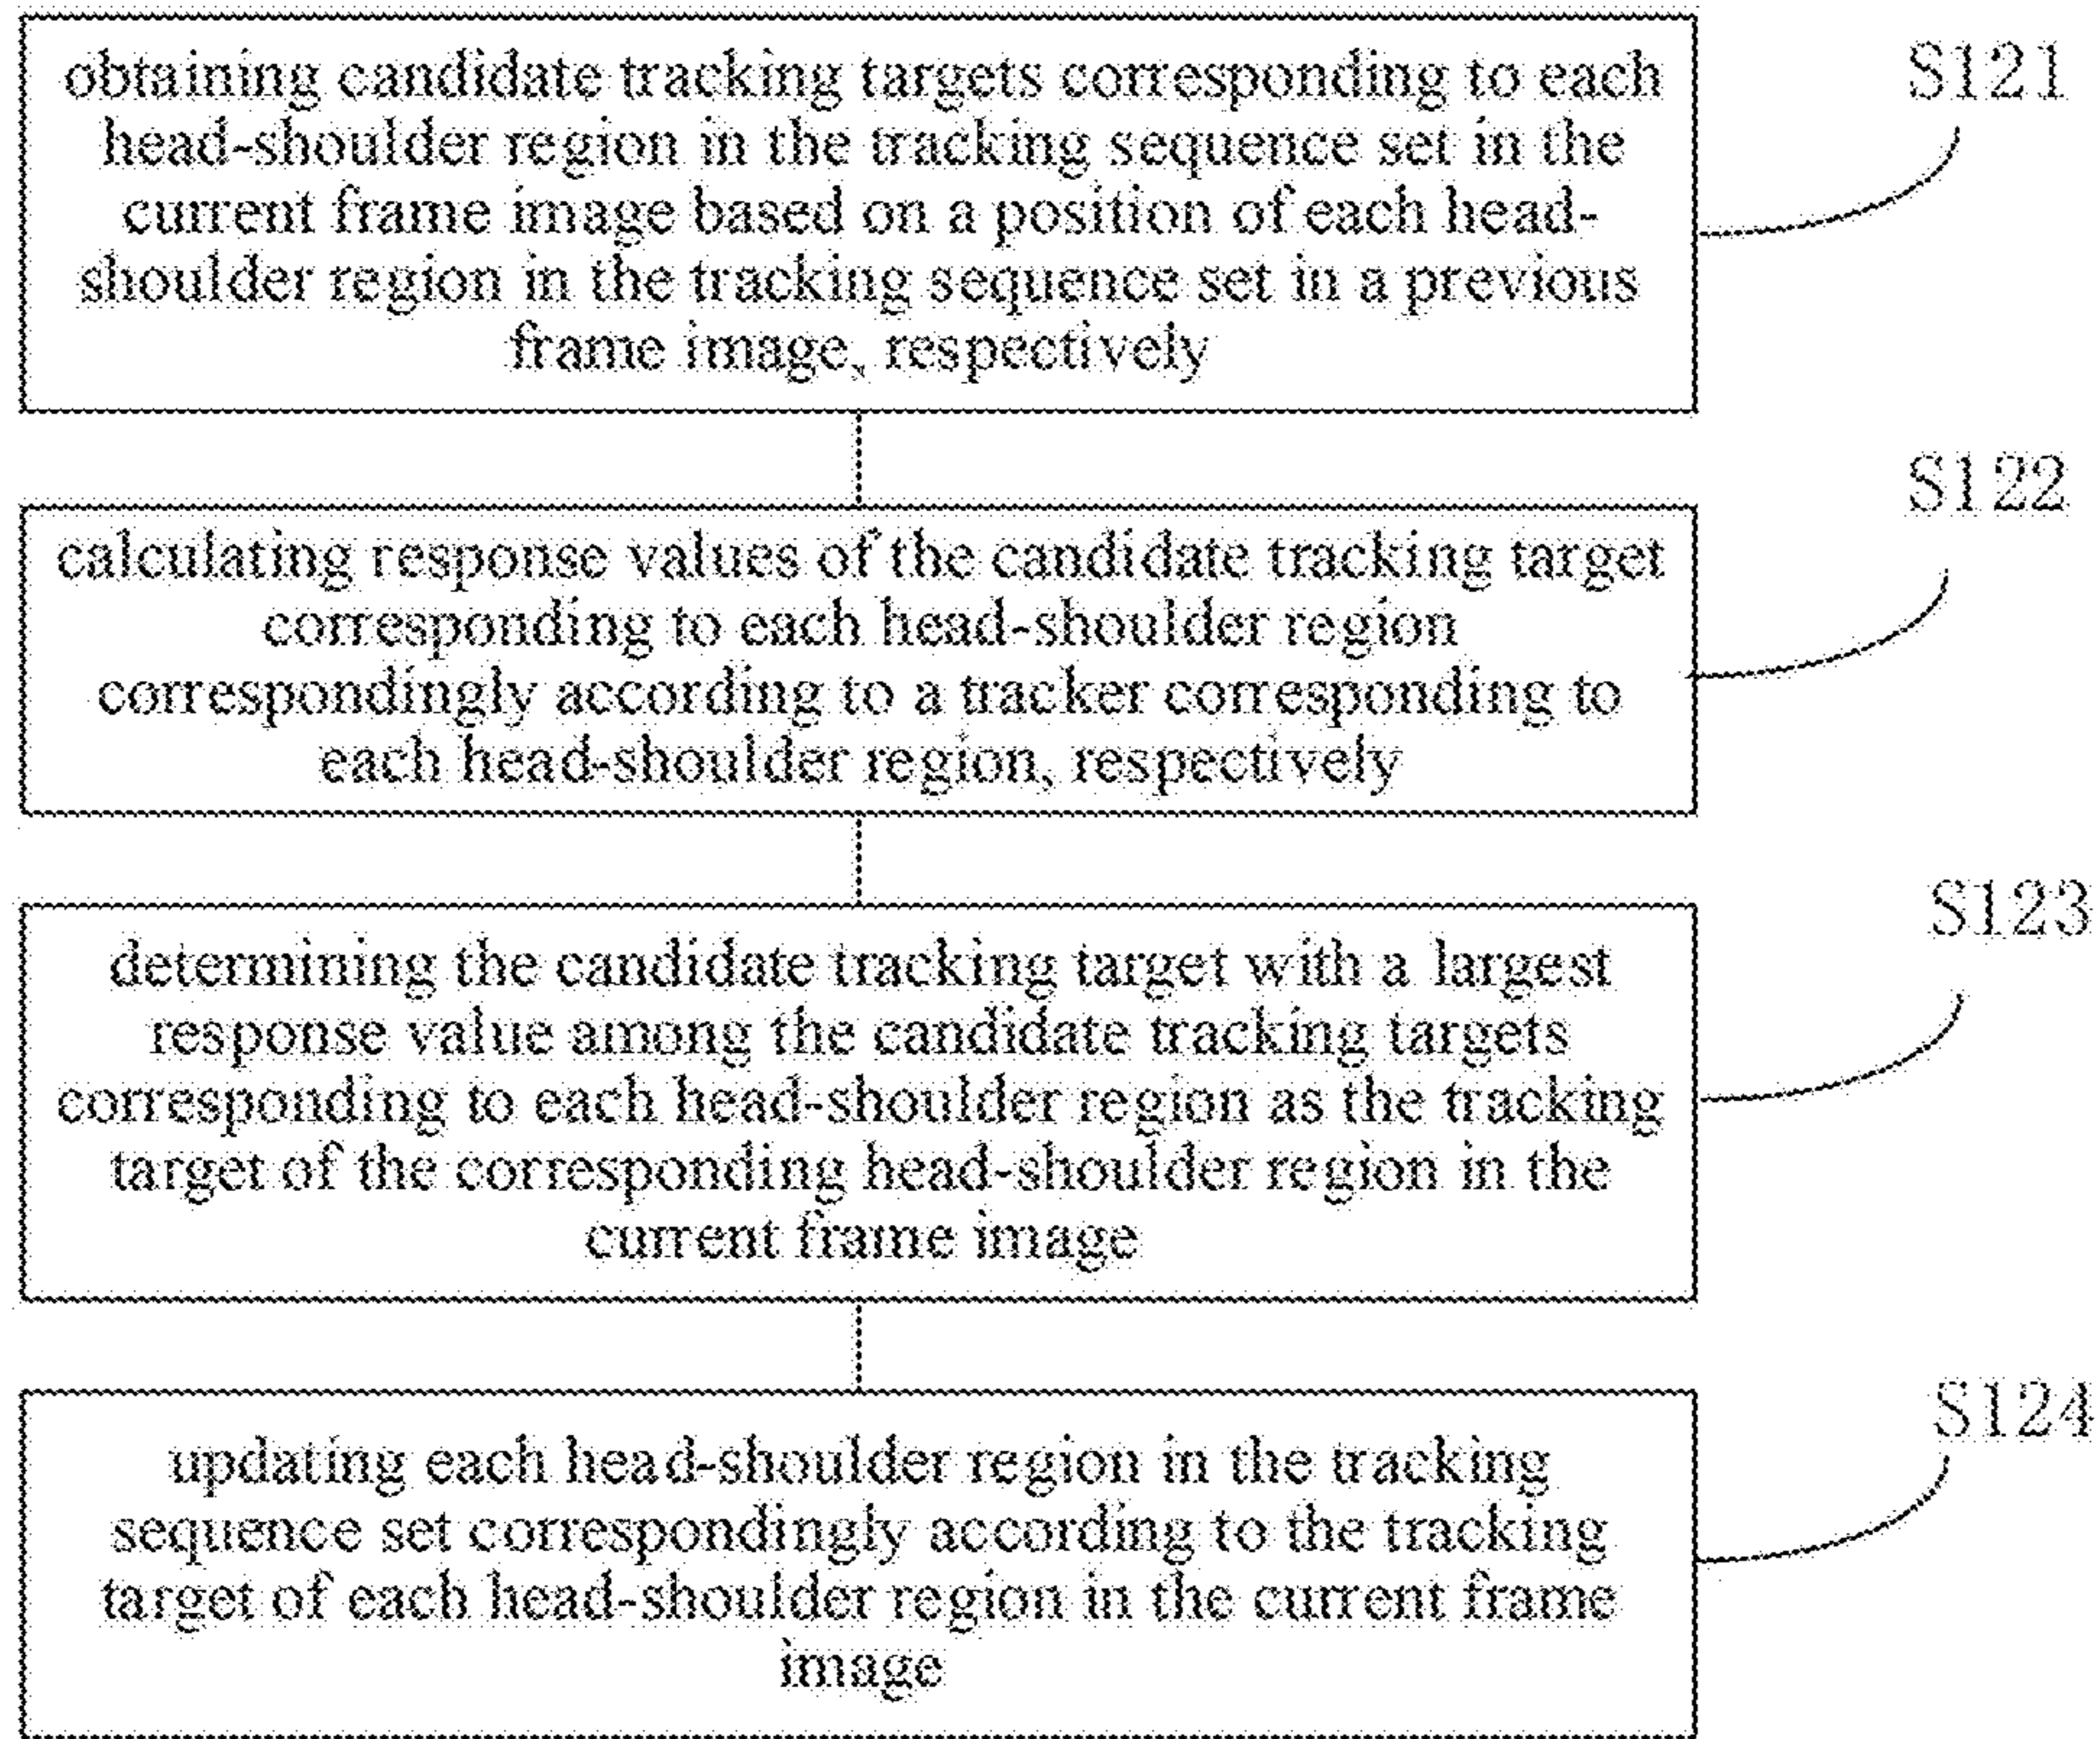 obtaining candidate tracking targets corresponding to each
head-shoulder region in the tracking sequence set in the
current frame image based on a position of each head-
shoulder region in the tracking sequence set in a previous
frame image, respectively
S121
calculating response values of the candidate tracking target
corresponding to each head-shoulder region
correspondingly according to a tracker corresponding to
each head-shoulder region, respectively
S122
determining the candidate tracking target with a largest
response value among the candidate tracking targets
corresponding to each head-shoulder region as the tracking
target of the corresponding head-shoulder region in the
current frame image
S123
updating each head-shoulder region in the tracking
sequence set correspondingly according to the tracking
target of each head-shoulder region in the current frame
image
S124